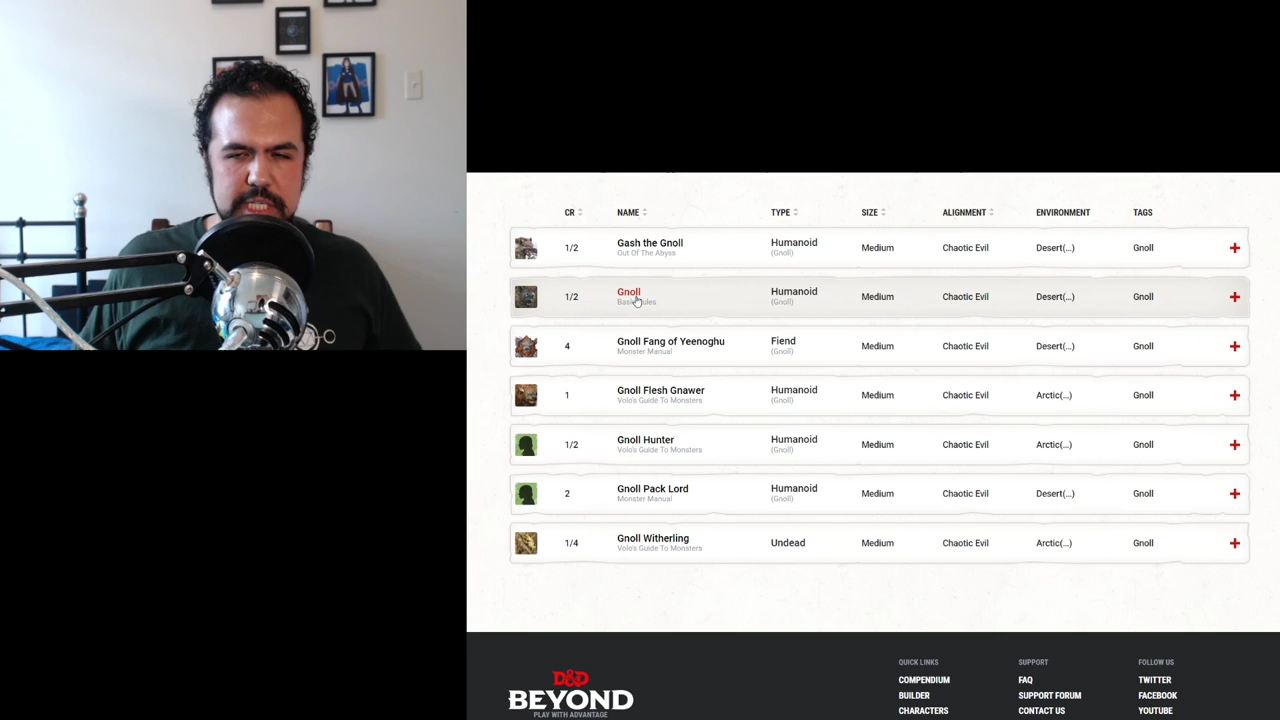 CR NAME TYPE SIZE ALIGNMENT ENVIRONMENT TAGS
1/2 Gash the Gnoll Humanoid Medium Chaotic Evil Desert(...) Gnoll +
Out Of The Abyss (Gnoll)
1/2 Gnoll Humanoid Medium Chaotic Evil Desert(...) Gnoll +
(Gnoll)
4 Gnoll Fang of Yeenoghu Fiend Medium Chaotic Evil Desert(...) Gnoll +
Monster Manual (Gnoll)
1 Gnoll Flesh Gnawer Humanoid Medium Chaotic Evil Arctic(...) Gnoll +
Volo's Guide To Monsters (Gnoll)
1/2 Gnoll Hunter Humanoid Medium Chaotic Evil Arctic(...) Gnoll +
Volo's Guide To Monsters (Gnoll)
2 Gnoll Pack Lord Humanoid Medium Chaotic Evil Desert(...) Gnoll +
Monster Manual (Gnoll)
1/4 Gnoll Witherling Undead Medium Chaotic Evil Arctic(...) Gnoll +
Volo's Guide To Monsters
D&D
BEYOND
PLAY WITH ADVANTAGE
QUICK LINKS
COMPENDIUM
BUILDER
CHARACTERS
SUPPORT
FAQ
SUPPORT FORUM
CONTACT US
FOLLOW US
TWITTER
FACEBOOK
YOUTUBE